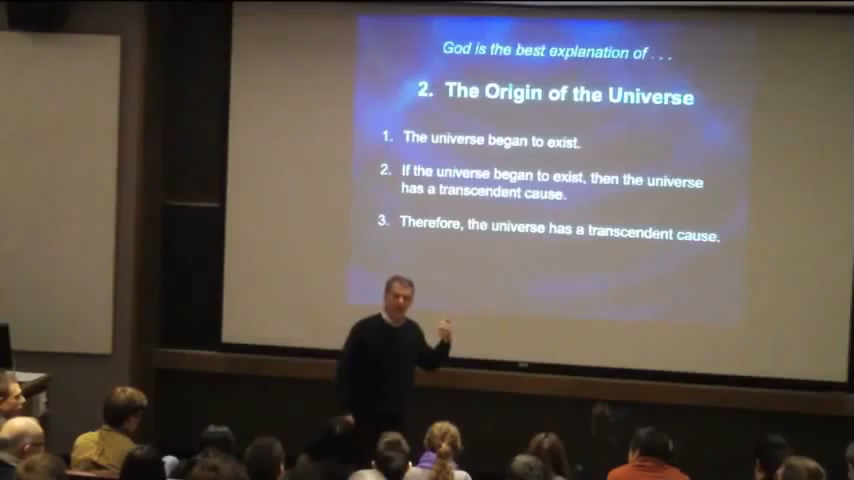 God is the best explanation of . . .
2. The Origin of the Universe
1. The universe began to exist.
2. If the universe began to exist, then the universe
has a transcendent cause.
3. Therefore, the universe has a transcendent cause.